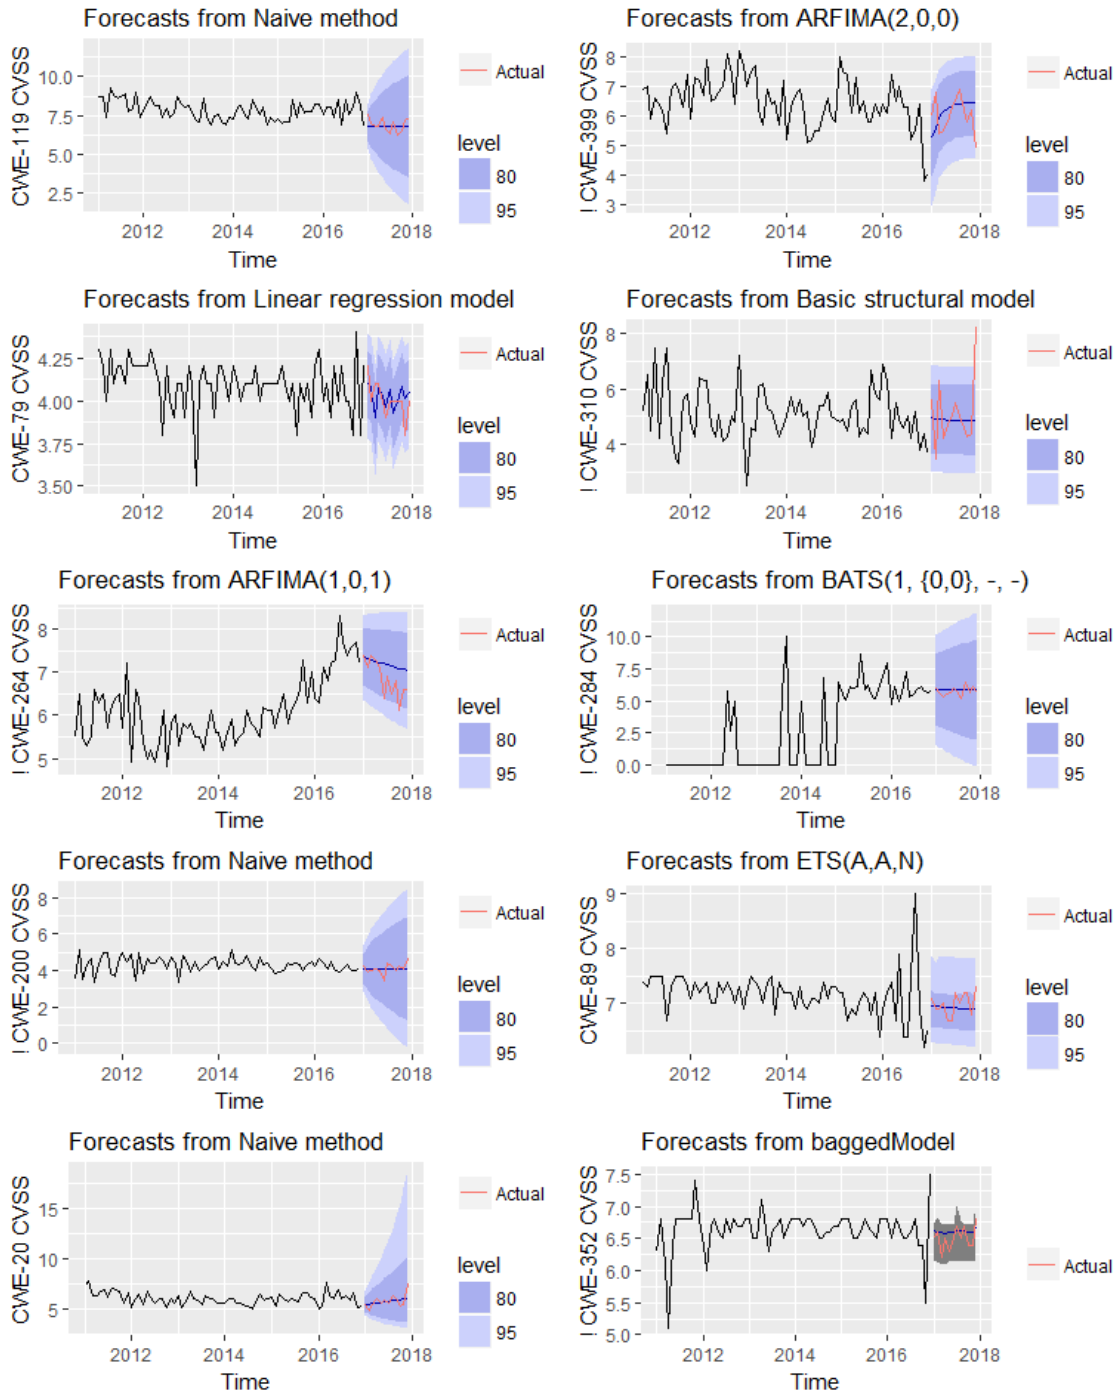 Forecasts from Naive method
CWE-119 CVSS
10.0
7.5
5.0
2.5
2012
2014
2016
2018
Time
Actual
level
80
95
Forecasts from ARFIMA(2,0,0)
! CWE-399 CVSS
8
7
6
5
4
3
2012
2014
2016
2018
Time
Actual
level
80
95
Forecasts from Linear regression model
CWE-79 CVSS
4.25
4.00
3.75
3.50
2012
2014
2016
2018
Time
Actual
level
80
95
Forecasts from Basic structural model
! CWE-310 CVSS
8
6
4
2012
2014
2016
2018
Time
Actual
level
80
95
Forecasts from ARFIMA(1,0,1)
! CWE-264 CVSS
8
7
6
5
2012
2014
2016
2018
Time
Actual
level
80
95
Forecasts from BATS(1, {0,0}, -, -)
! CWE-284 CVSS
10.0
7.5
5.0
2.5
0.0
2012
2014
2016
2018
Time
Actual
level
80
95
Forecasts from Naive method
! CWE-200 CVSS
8
6
4
2
0
2012
2014
2016
2018
Time
Actual
level
80
95
Forecasts from ETS(A,A,N)
CWE-89 CVSS
9
8
7
2012
2014
2016
2018
Time
Actual
level
80
95
Forecasts from Naive method
CWE-20 CVSS
15
10
5
2012
2014
2016
2018
Time
Actual
level
80
95
Forecasts from baggedModel
! CWE-352 CVSS
7.5
7.0
6.5
6.0
5.5
5.0
2012
2014
2016
2018
Time
Actual